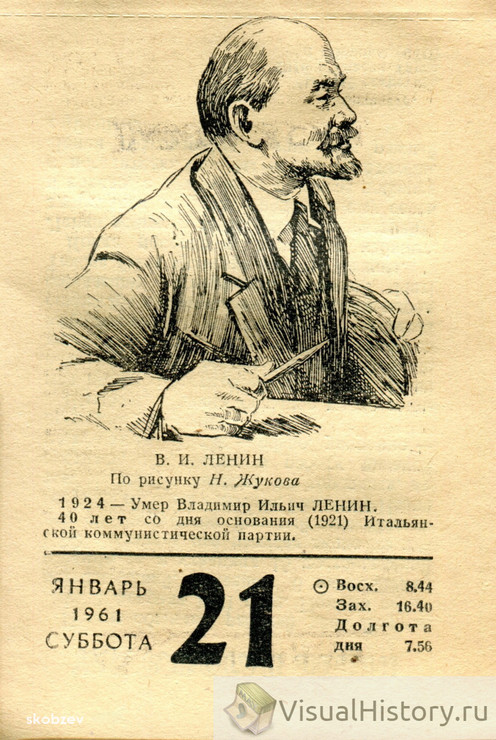 В. И. ЛЕНИН
По рисунку Н. Жукова
1924 — Умер Владимир Ильич ЛЕНИН.
40 лет со дня основания (1921) Итальян-
ской коммунистической партии.
ЯНВАРЬ
1961
СУББОТА
21
Восх. 8.44
Зах. 16.40
Долгота
дня 7.56
skobzev
VisualHistory.ru